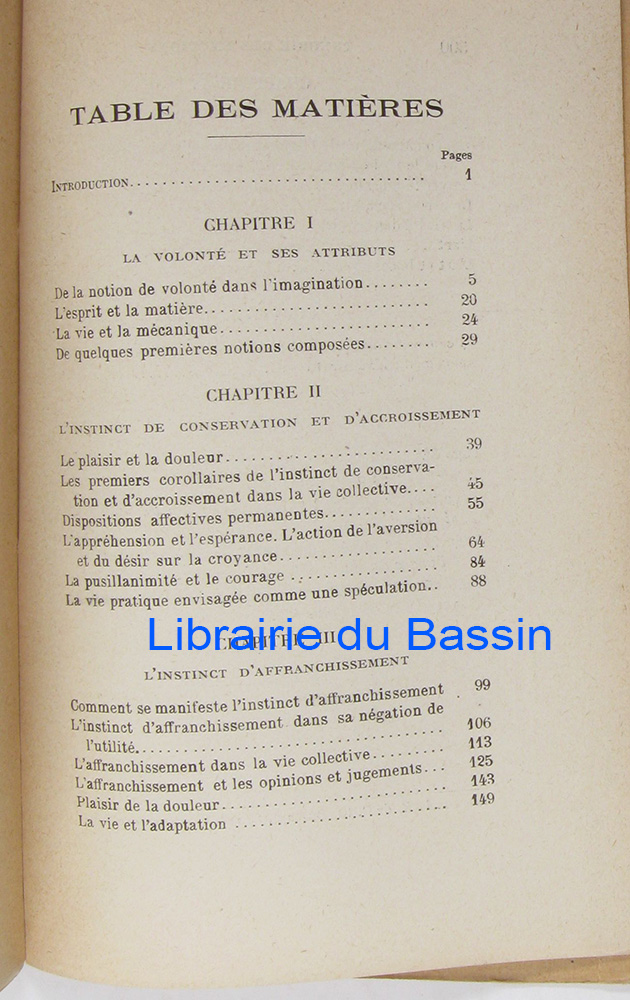 TABLE DES MATIÈRES
Pages
INTRODUCTION. . . . . . . . . . . . . . . . . . . . . . . . . . . . . . . . . . . 1
CHAPITRE I
LA VOLONTÉ ET SES ATTRIBUTS
De la notion de volonté dans l'imagination. . . . . . . . 5
L'esprit et la matière. . . . . . . . . . . . . . . . . . . . . . . . . . . 20
La vie et la mécanique. . . . . . . . . . . . . . . . . . . . . . . . . 24
De quelques premières notions composées. . . . . . . . 29
CHAPITRE II
L'INSTINCT DE CONSERVATION ET D'ACCROISSEMENT
Le plaisir et la douleur. . . . . . . . . . . . . . . . . . . . . . . . . 39
Les premiers corollaires de l'instinct de conserva-
tion et d'accroissement dans la vie collective. . . . 45
Dispositions affectives permanentes. . . . . . . . . . . . . . 55
L'appréhension et l'espérance. L'action de l'aversion
et du désir sur la croyance. . . . . . . . . . . . . . . . . . . 64
La pusillanimité et le courage . . . . . . . . . . . . . . . . . . 84
La vie pratique envisagée comme une spéculation. . 88
Librairie du Bassin
CHAPITRE III
L'INSTINCT D'AFFRANCHISSEMENT
Comment se manifeste l'instinct d'affranchissement . 99
L'instinct d'affranchissement dans sa négation de
l'utilité. . . . . . . . . . . . . . . . . . . . . . . . . . . . . . . . . . . . 106
L'affranchissement dans la vie collective. . . . . . . . . 113
L'affranchissement et les opinions et jugements. . . 125
Plaisir de la douleur. . . . . . . . . . . . . . . . . . . . . . . . . . . 143
La vie et l'adaptation . . . . . . . . . . . . . . . . . . . . . . . . . . 149